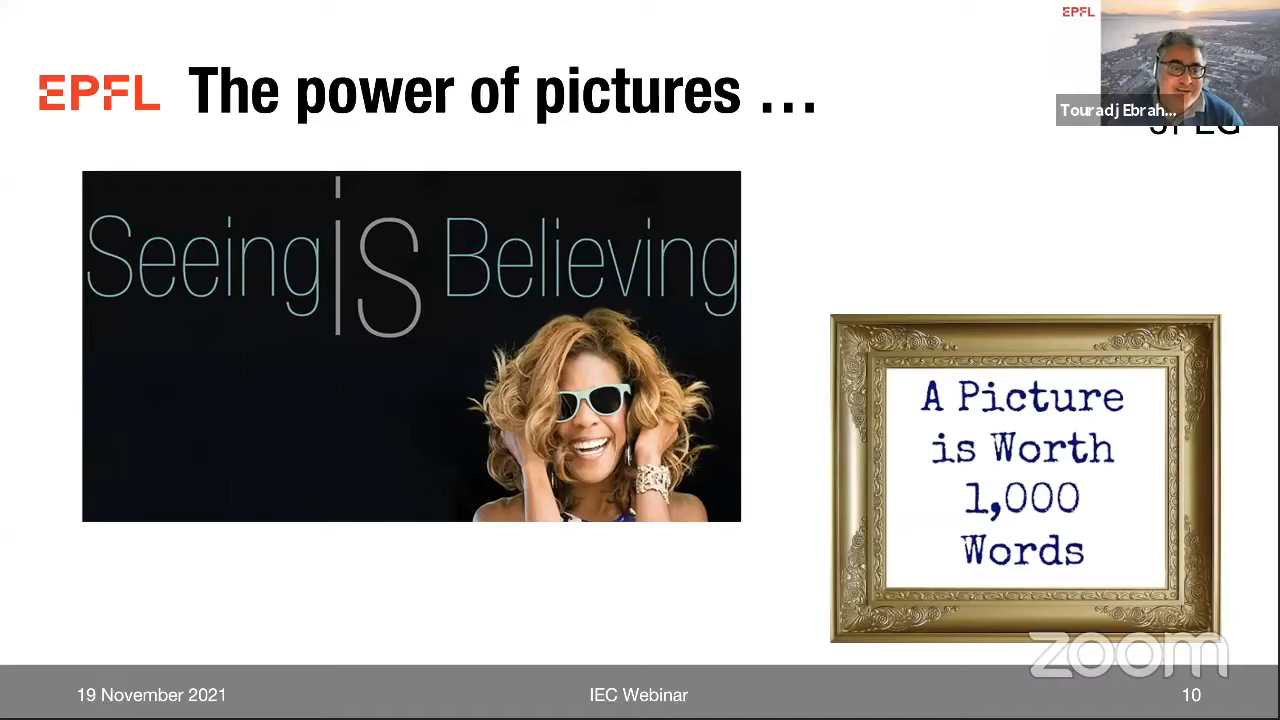 EPFL
EPFL The power of pictures ...
Touradj Ebrah...
JPEG
Seeing is Believing
A Picture
is Worth
1,000
Words
zoom
19 November 2021 IEC Webinar 10